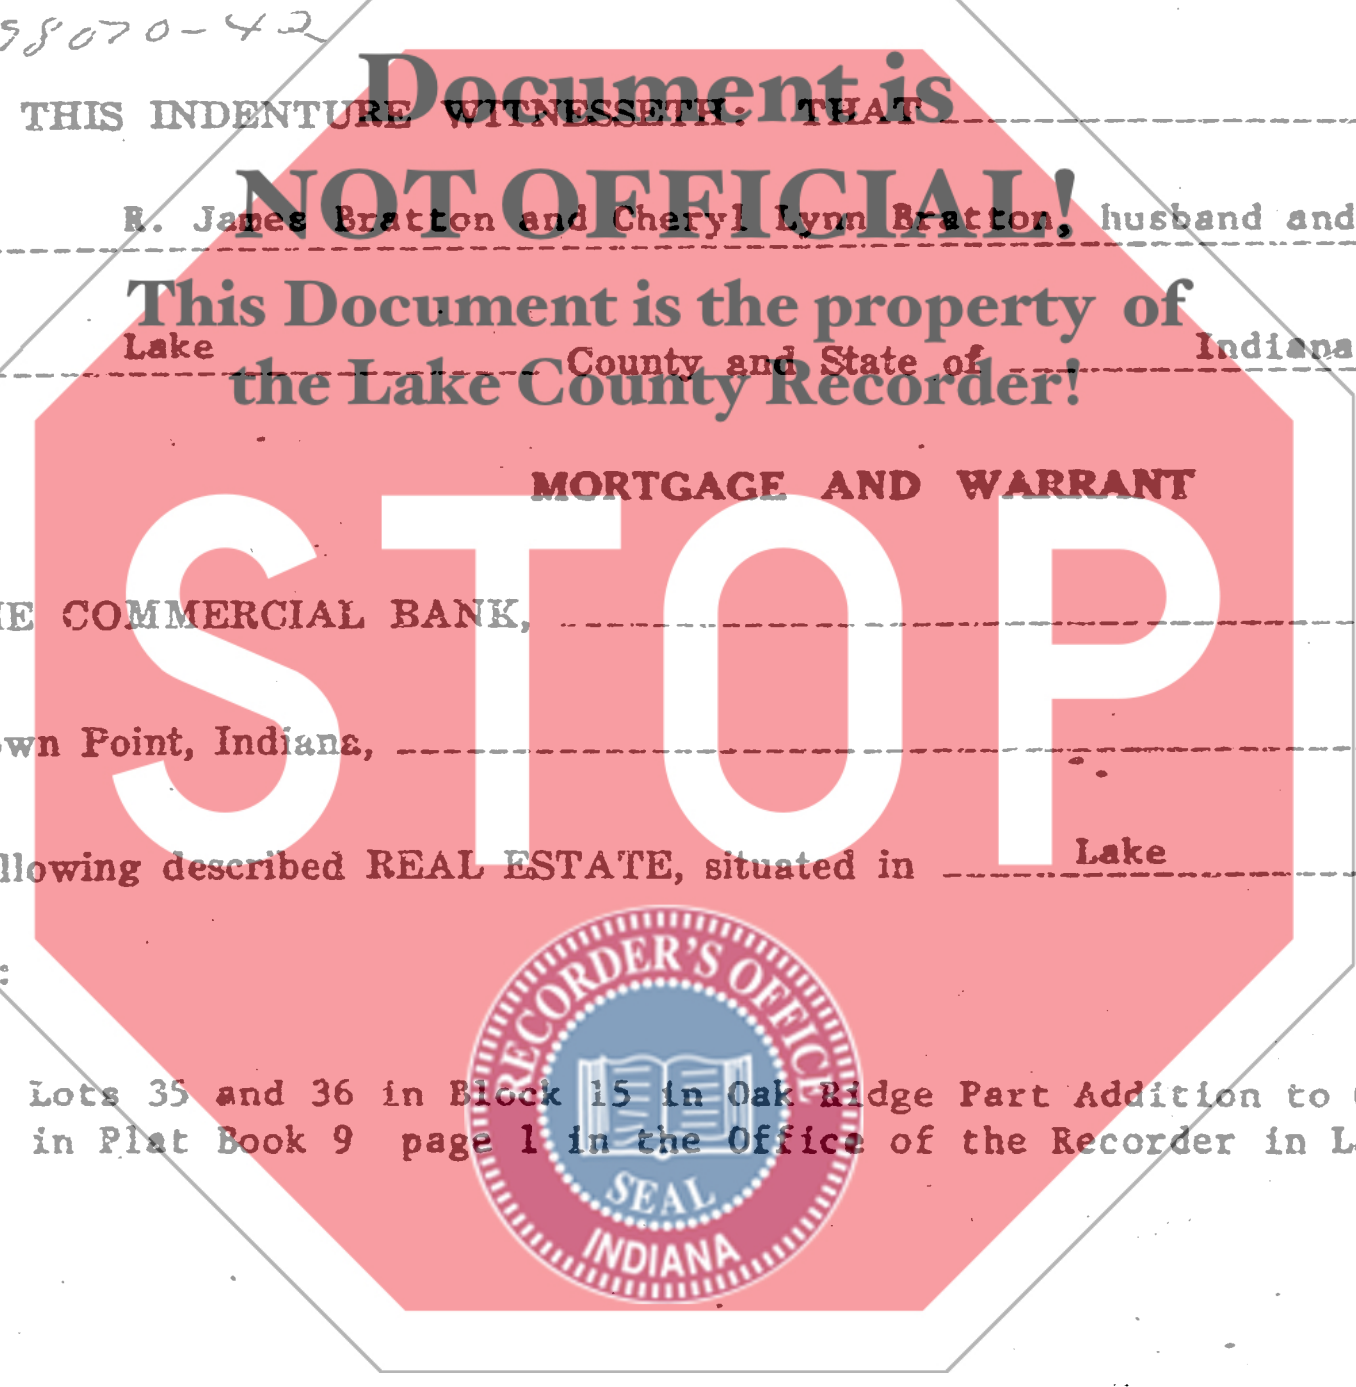 58070-42
Document is
THIS INDENTURE WITNESSETH: THAT
NOT OFFICIAL!
R. James Bratton and Cheryl Lynn Bratton, husband and
This Document is the property of
Lake County and State of Indiana
the Lake County Recorder!
MORTGAGE AND WARRANT
STOP
COMMERCIAL BANK,
Point, Indiana,
described REAL ESTATE, situated in Lake
RECORDER'S OFFICE
Lots 35 and 36 in Block 15 in Oak Ridge Part Addition to
in Plat Book 9 page 1 in the Office of the Recorder in
SEAL
INDIANA